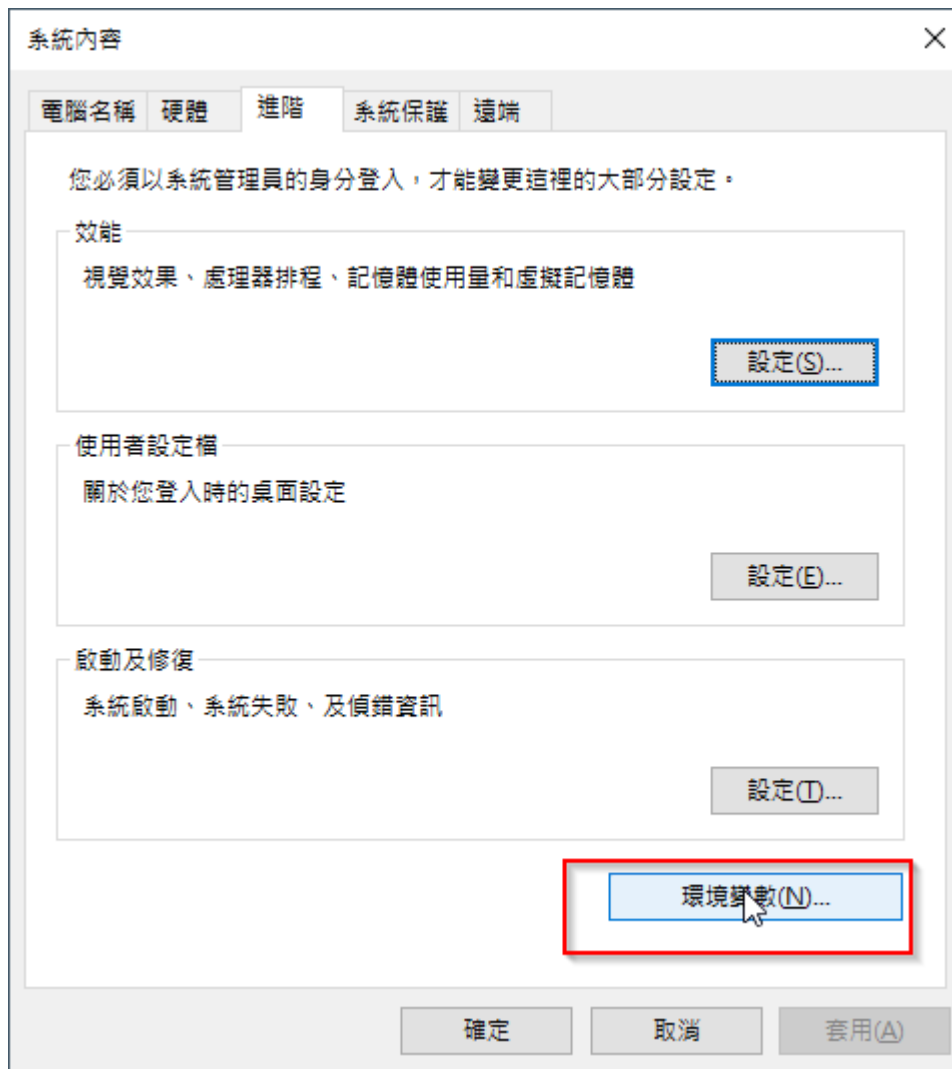 系統內容
電腦名稱 硬體 進階 系統保護 遠端
您必須以系統管理員的身分登入，才能變更這裡的大部分設定。
效能
視覺效果、處理器排程、記憶體使用量和虛擬記憶體
設定(S)...
使用者設定檔
關於您登入時的桌面設定
設定(E)...
啟動及修復
系統啟動、系統失敗、及偵錯資訊
設定(T)...
環境變數(N)...
確定 取消 套用(A)